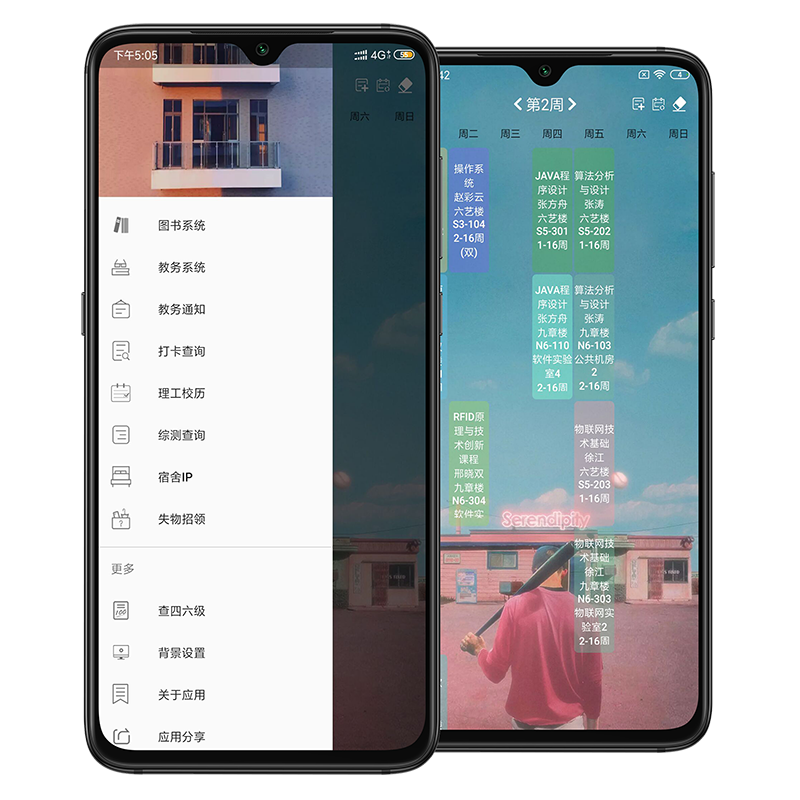 下午5:05
4G+
55
周六
周日
图书系统
教务系统
教务通知
打卡查询
理工校历
综测查询
宿舍IP
失物招领
更多
查四六级
背景设置
关于应用
应用分享
42
4
第2周
周二
周三
周四
周五
周六
周日
操作系
统
赵彩云
六艺楼
S3-104
2-16周
(双)
JAVA程
序设计
张方舟
六艺楼
S5-301
1-16周
算法分析
与设计
张涛
六艺楼
S5-202
1-16周
JAVA程
序设计
张方舟
九章楼
N6-110
软件实验
室4
2-16周
算法分析
与设计
张涛
九章楼
N6-103
公共机房
2
2-16周
RFID原
理与技
术创新
课程
邢晓双
九章楼
N6-304
软件实
物联网技
术基础
徐江
六艺楼
S5-203
1-16周
Serendipity
物联网技
术基础
徐江
九章楼
N6-303
物联网实
验室2
2-16周